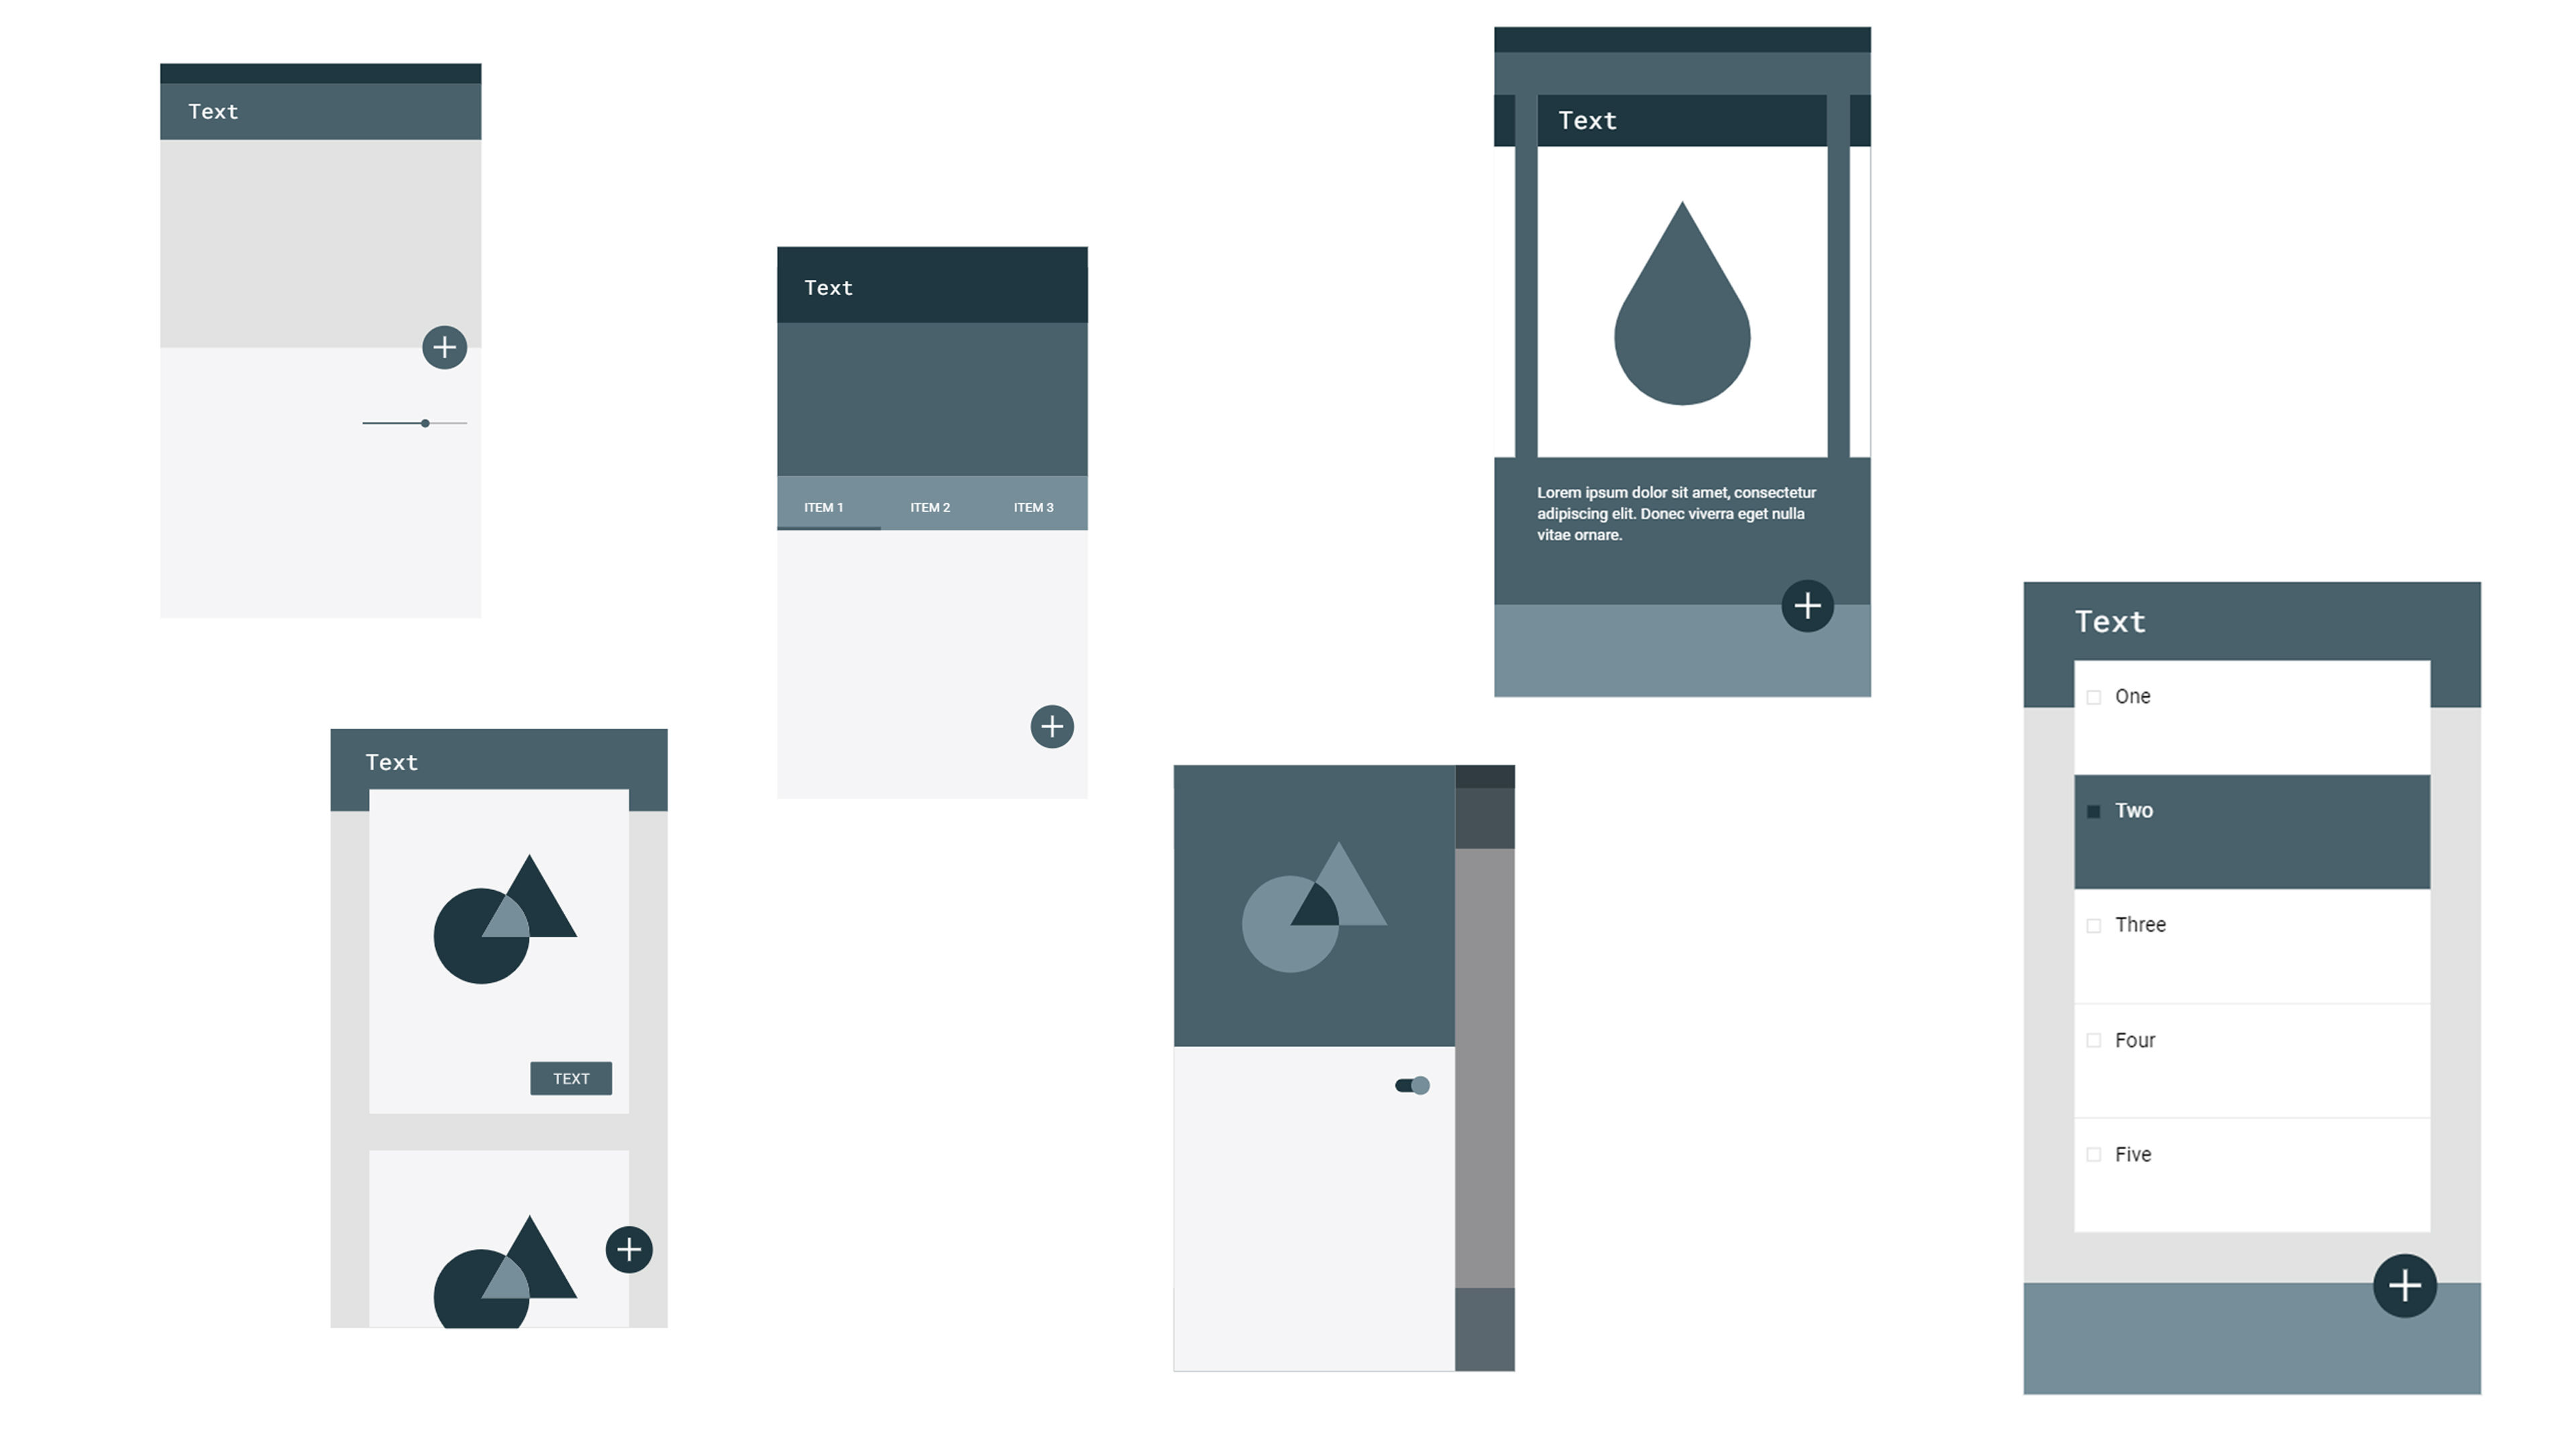 Text
Text
ITEM 1 ITEM 2 ITEM 3
Text
Lorem ipsum dolor sit amet, consectetur
adipiscing elit. Donec viverra eget nulla
vitae ornare.
Text
TEXT
Text
One
Two
Three
Four
Five